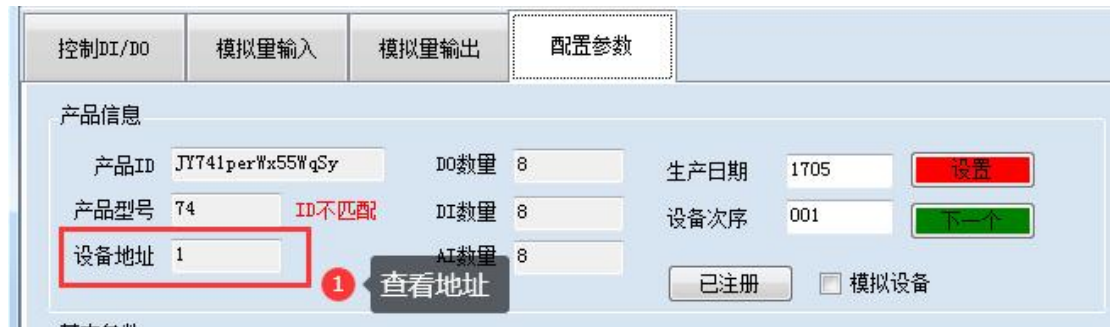 控制DI/DO 模拟量输入 模拟量输出 配置参数
产品信息
产品ID JY741perWx55WqSy DO数量 8 生产日期 1705 设置
产品型号 74 ID不匹配 DI数量 8 设备次序 001 下一个
设备地址 1 AI数量 8
1 查看地址 已注册 模拟设备